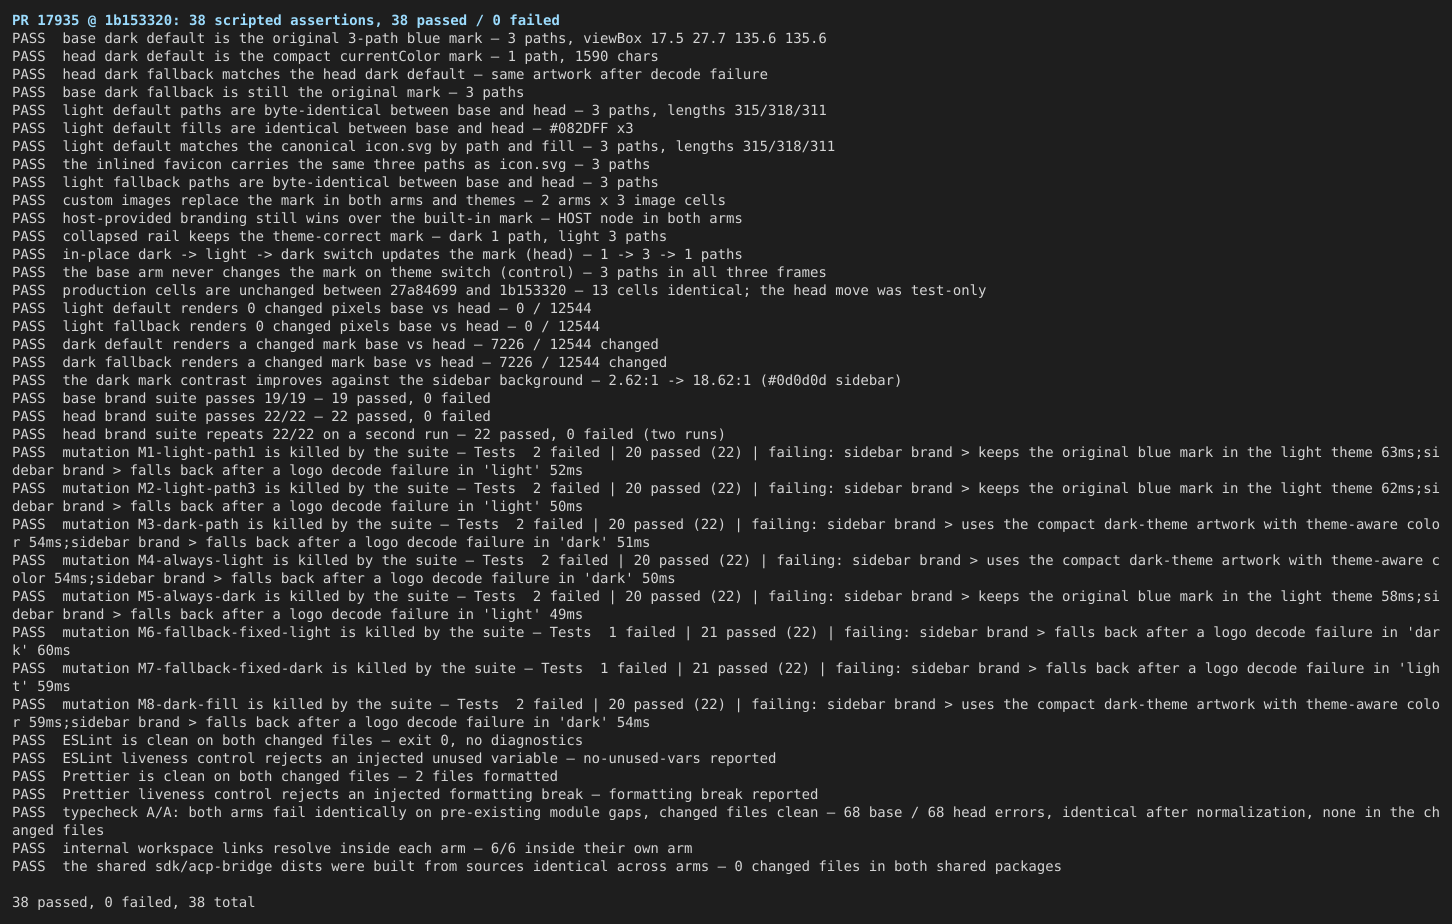 PR 17935 @ 1b153320: 38 scripted assertions, 38 passed / 0 failed
PASS  base dark default is the original 3-path blue mark — 3 paths, viewBox 17.5 27.7 135.6 135.6
PASS  head dark default is the compact currentColor mark — 1 path, 1590 chars
PASS  head dark fallback matches the head dark default — same artwork after decode failure
PASS  base dark fallback is still the original mark — 3 paths
PASS  light default paths are byte-identical between base and head — 3 paths, lengths 315/318/311
PASS  light default fills are identical between base and head — #082DFF x3
PASS  light default matches the canonical icon.svg by path and fill — 3 paths, lengths 315/318/311
PASS  the inlined favicon carries the same three paths as icon.svg — 3 paths
PASS  light fallback paths are byte-identical between base and head — 3 paths
PASS  custom images replace the mark in both arms and themes — 2 arms x 3 image cells
PASS  host-provided branding still wins over the built-in mark — HOST node in both arms
PASS  collapsed rail keeps the theme-correct mark — dark 1 path, light 3 paths
PASS  in-place dark -> light -> dark switch updates the mark (head) — 1 -> 3 -> 1 paths
PASS  the base arm never changes the mark on theme switch (control) — 3 paths in all three frames
PASS  production cells are unchanged between 27a84699 and 1b153320 — 13 cells identical; the head move was test-only
PASS  light default renders 0 changed pixels base vs head — 0 / 12544
PASS  light fallback renders 0 changed pixels base vs head — 0 / 12544
PASS  dark default renders a changed mark base vs head — 7226 / 12544 changed
PASS  dark fallback renders a changed mark base vs head — 7226 / 12544 changed
PASS  the dark mark contrast improves against the sidebar background — 2.62:1 -> 18.62:1 (#0d0d0d sidebar)
PASS  base brand suite passes 19/19 — 19 passed, 0 failed
PASS  head brand suite passes 22/22 — 22 passed, 0 failed
PASS  head brand suite repeats 22/22 on a second run — 22 passed, 0 failed (two runs)
PASS  mutation M1-light-path1 is killed by the suite — Tests  2 failed | 20 passed (22) | failing: sidebar brand > keeps the original blue mark in the light theme 63ms;si
debar brand > falls back after a logo decode failure in 'light' 52ms
PASS  mutation M2-light-path3 is killed by the suite — Tests  2 failed | 20 passed (22) | failing: sidebar brand > keeps the original blue mark in the light theme 62ms;si
debar brand > falls back after a logo decode failure in 'light' 50ms
PASS  mutation M3-dark-path is killed by the suite — Tests  2 failed | 20 passed (22) | failing: sidebar brand > uses the compact dark-theme artwork with theme-aware colo
r 54ms;sidebar brand > falls back after a logo decode failure in 'dark' 51ms
PASS  mutation M4-always-light is killed by the suite — Tests  2 failed | 20 passed (22) | failing: sidebar brand > uses the compact dark-theme artwork with theme-aware c
olor 54ms;sidebar brand > falls back after a logo decode failure in 'dark' 50ms
PASS  mutation M5-always-dark is killed by the suite — Tests  2 failed | 20 passed (22) | failing: sidebar brand > keeps the original blue mark in the light theme 58ms;si
debar brand > falls back after a logo decode failure in 'light' 49ms
PASS  mutation M6-fallback-fixed-light is killed by the suite — Tests  1 failed | 21 passed (22) | failing: sidebar brand > falls back after a logo decode failure in 'dar
k' 60ms
PASS  mutation M7-fallback-fixed-dark is killed by the suite — Tests  1 failed | 21 passed (22) | failing: sidebar brand > falls back after a logo decode failure in 'ligh
t' 59ms
PASS  mutation M8-dark-fill is killed by the suite — Tests  2 failed | 20 passed (22) | failing: sidebar brand > uses the compact dark-theme artwork with theme-aware colo
r 59ms;sidebar brand > falls back after a logo decode failure in 'dark' 54ms
PASS  ESLint is clean on both changed files — exit 0, no diagnostics
PASS  ESLint liveness control rejects an injected unused variable — no-unused-vars reported
PASS  Prettier is clean on both changed files — 2 files formatted
PASS  Prettier liveness control rejects an injected formatting break — formatting break reported
PASS  typecheck A/A: both arms fail identically on pre-existing module gaps, changed files clean — 68 base / 68 head errors, identical after normalization, none in the ch
anged files
PASS  internal workspace links resolve inside each arm — 6/6 inside their own arm
PASS  the shared sdk/acp-bridge dists were built from sources identical across arms — 0 changed files in both shared packages
38 passed, 0 failed, 38 total